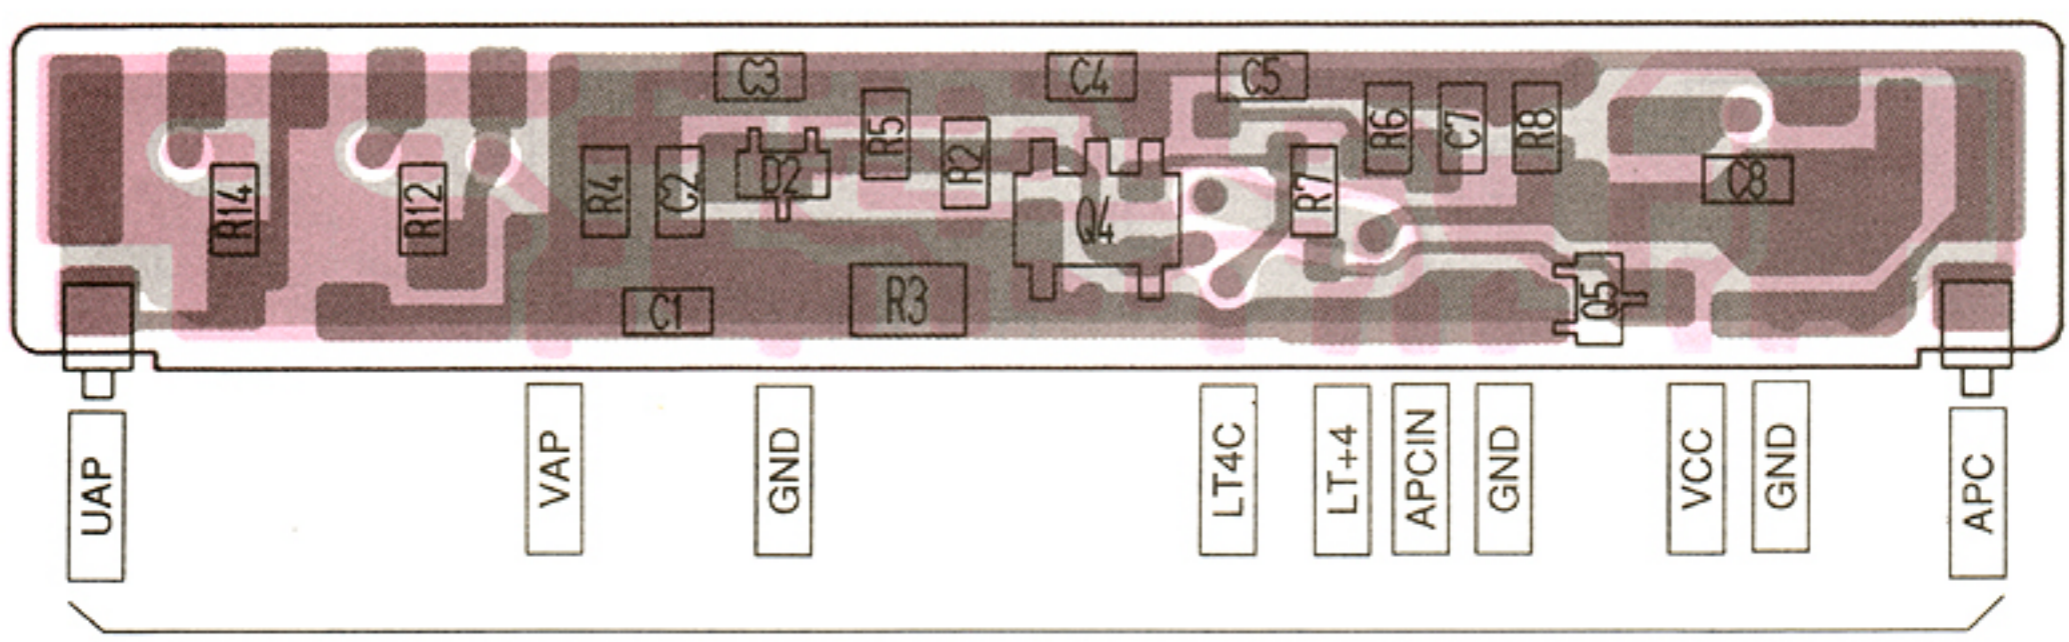 C3
C4
C5
R5
R2
R6
C7
R8
R14
R12
R4
C2
D2
Q4
R7
C8
C1
R3
Q5
UAP
VAP
GND
LT4C
LT+4
APCIN
GND
VCC
GND
APC